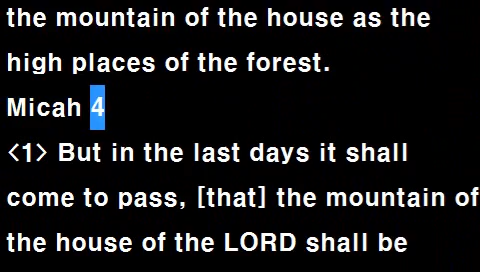 the mountain of the house as the
high places of the forest.
Micah 4
<1> But in the last days it shall
come to pass, [that] the mountain of
the house of the LORD shall be